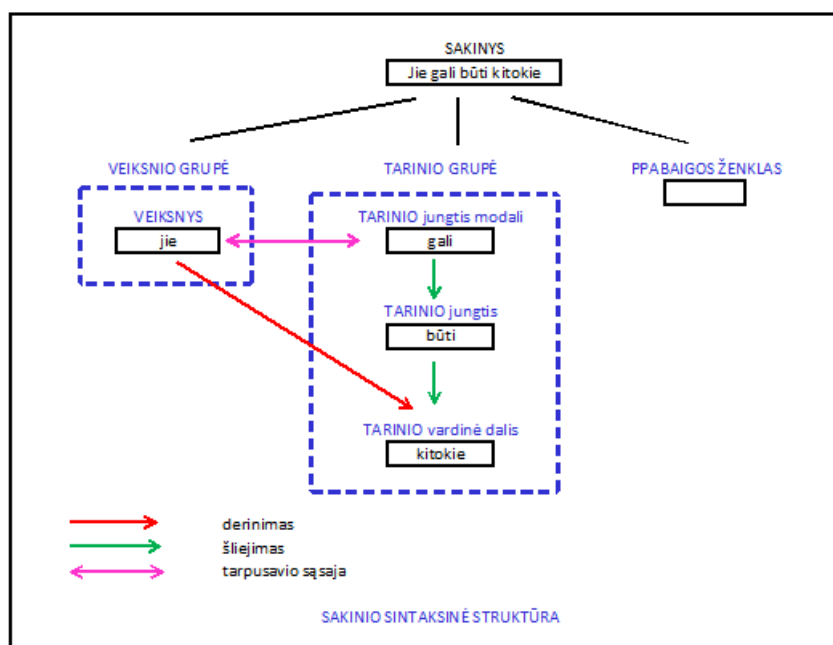 SAKINYS
Jie gali būti kitokie
VEIKSNIO GRUPĖ
TARINIO GRUPĖ
PPABAIGOS ŽENKLAS
VEIKSNYS
jie
TARINIO jungtis modali
gali
TARINIO jungtis
būti
TARINIO vardinė dalis
kitokie
derinimas
šliejimas
tarpusavio sąsaja
SAKINIO SINTAKSINĖ STRUKTŪRA